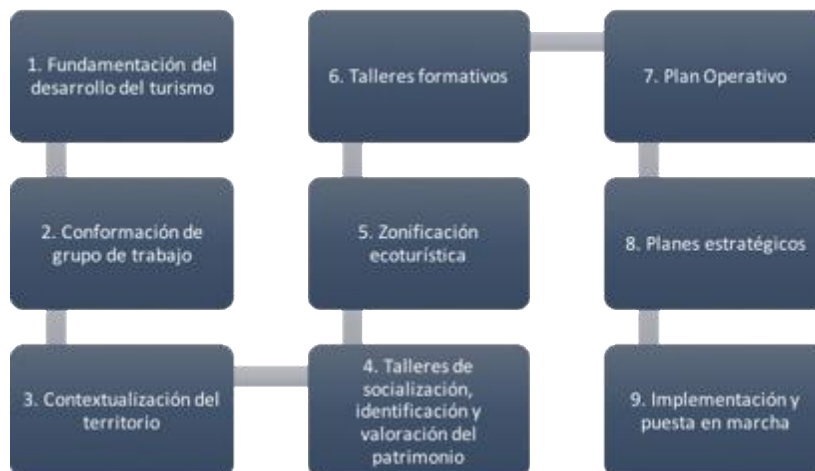 1. Fundamentación del
desarrollo del turismo
2. Conformación de
grupo de trabajo
3. Contextualización del
territorio
4. Talleres de
socialización,
identificación y
valoración del
patrimonio
5. Zonificación
ecoturística
6. Talleres formativos
7. Plan Operativo
8. Planes estratégicos
9. Implementación y
puesta en marcha